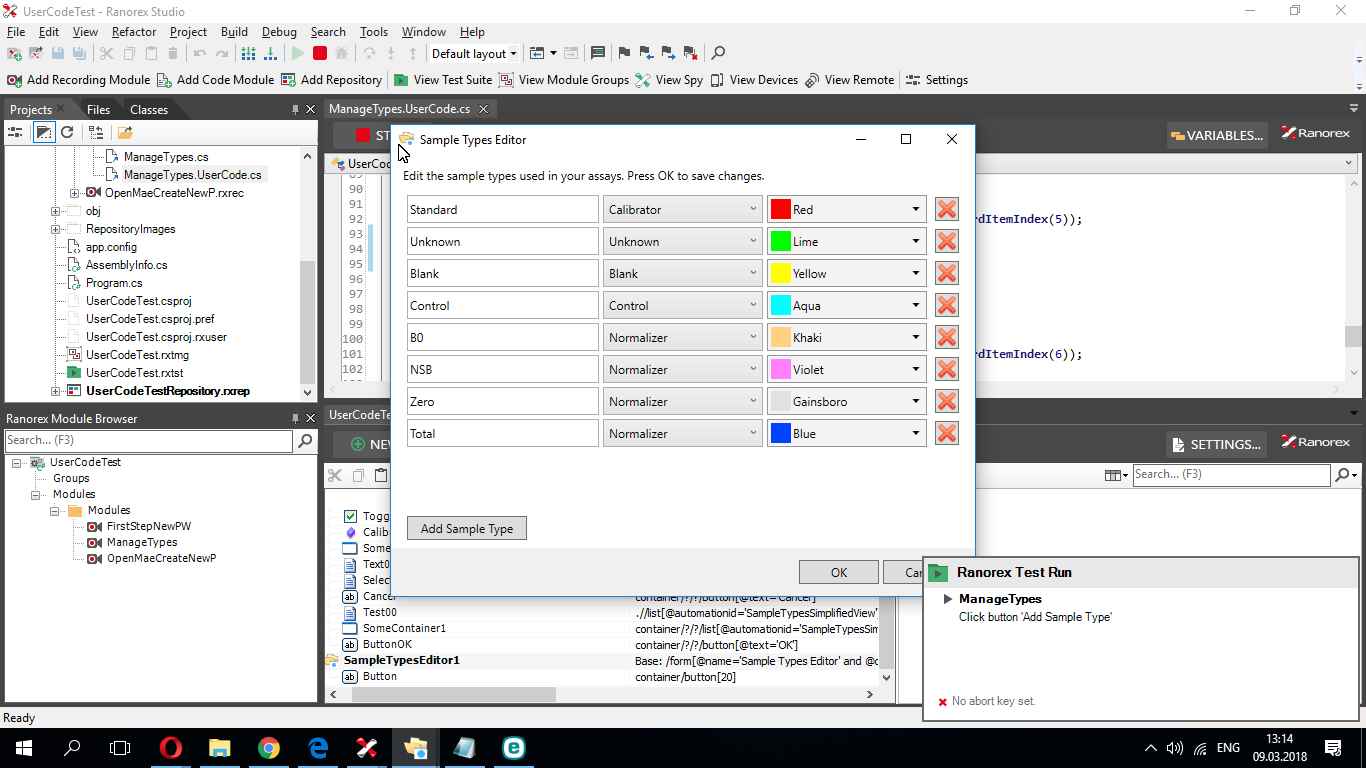 UserCodeTest - Ranorex Studio
File Edit View Refactor Project Build Debug Search Tools Window Help
Default layout
Add Recording Module Add Code Module Add Repository View Test Suite View Module Groups View Spy View Devices View Remote Settings
Projects Files Classes
ManageTypes.cs
ManageTypes.UserCode.cs
OpenMaeCreateNewP.rxrec
obj
RepositoryImages
app.config
AssemblyInfo.cs
Program.cs
UserCodeTest.csproj
UserCodeTest.csproj.pref
UserCodeTest.csproj.rxuser
UserCodeTest.rxtmg
UserCodeTest.rxtst
UserCodeTestRepository.rxrep
Ranorex Module Browser
Search... (F3)
UserCodeTest
Groups
Modules
Modules
FirstStepNewPW
ManageTypes
OpenMaeCreateNewP
ManageTypes.UserCode.cs
ST
VARIABLES...
Ranorex
UserCod
90
91
92
93
94
95
96
97
98
99
100
101
102
rdItemIndex(5));
rdItemIndex(6));
Sample Types Editor
Edit the sample types used in your assays. Press OK to save changes.
Standard Calibrator Red
Unknown Unknown Lime
Blank Blank Yellow
Control Control Aqua
B0 Normalizer Khaki
NSB Normalizer Violet
Zero Normalizer Gainsboro
Total Normalizer Blue
Add Sample Type
OK Can
UserCodeTe
NEW
SETTINGS...
Ranorex
Search... (F3)
Togg
Calib
Some
Text0
Select
Cancel container/?/?/button[@text='Cancel']
Test00 .//list[@automationid='SampleTypesSimplifiedView'
SomeContainer1 container/?/?/list[@automationid='SampleTypesSim
ButtonOK container/?/?/button[@text='OK']
SampleTypesEditor1 Base: /form[@name='Sample Types Editor' and @c
Button container/button[20]
Ranorex Test Run
ManageTypes
Click button 'Add Sample Type'
No abort key set.
Ready
ENG
13:14
09.03.2018